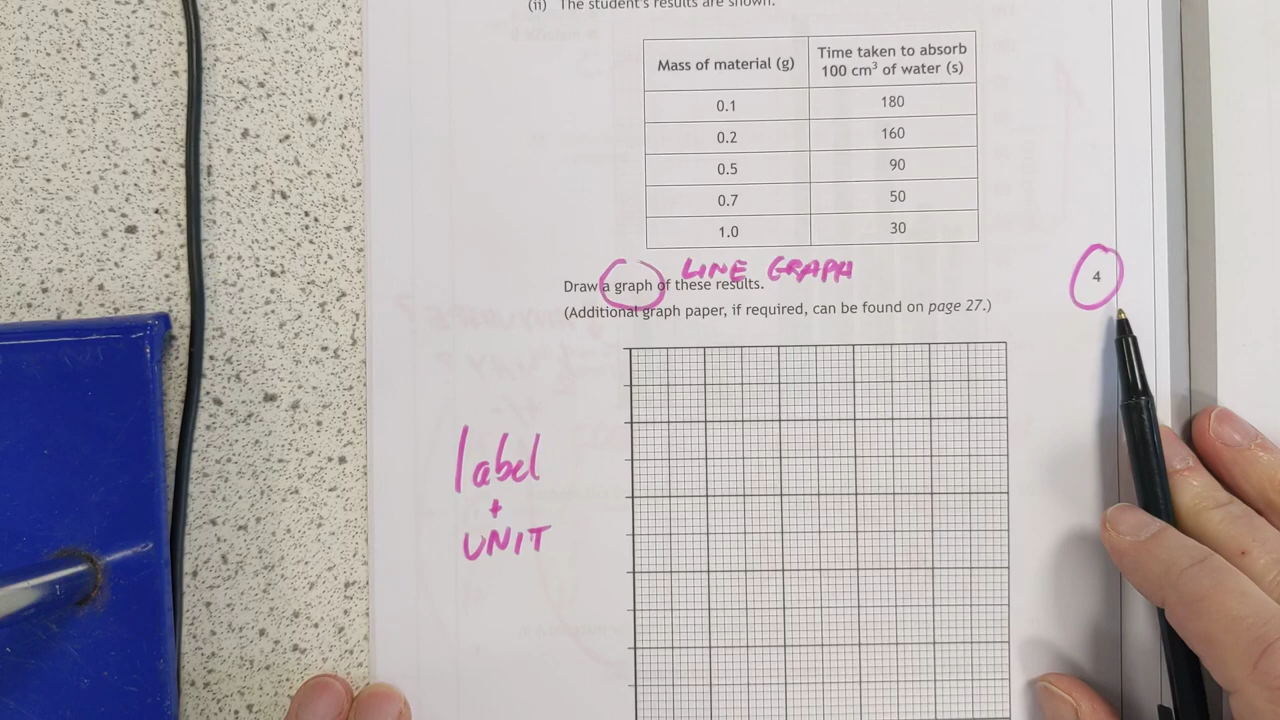 (ii) The student's results are shown.
Mass of material (g) Time taken to absorb 100 cm³ of water (s)
0.1 180
0.2 160
0.5 90
0.7 50
1.0 30
LINE GRAPH
Draw a graph of these results. 4
(Additional graph paper, if required, can be found on page 27.)
label
+
UNIT